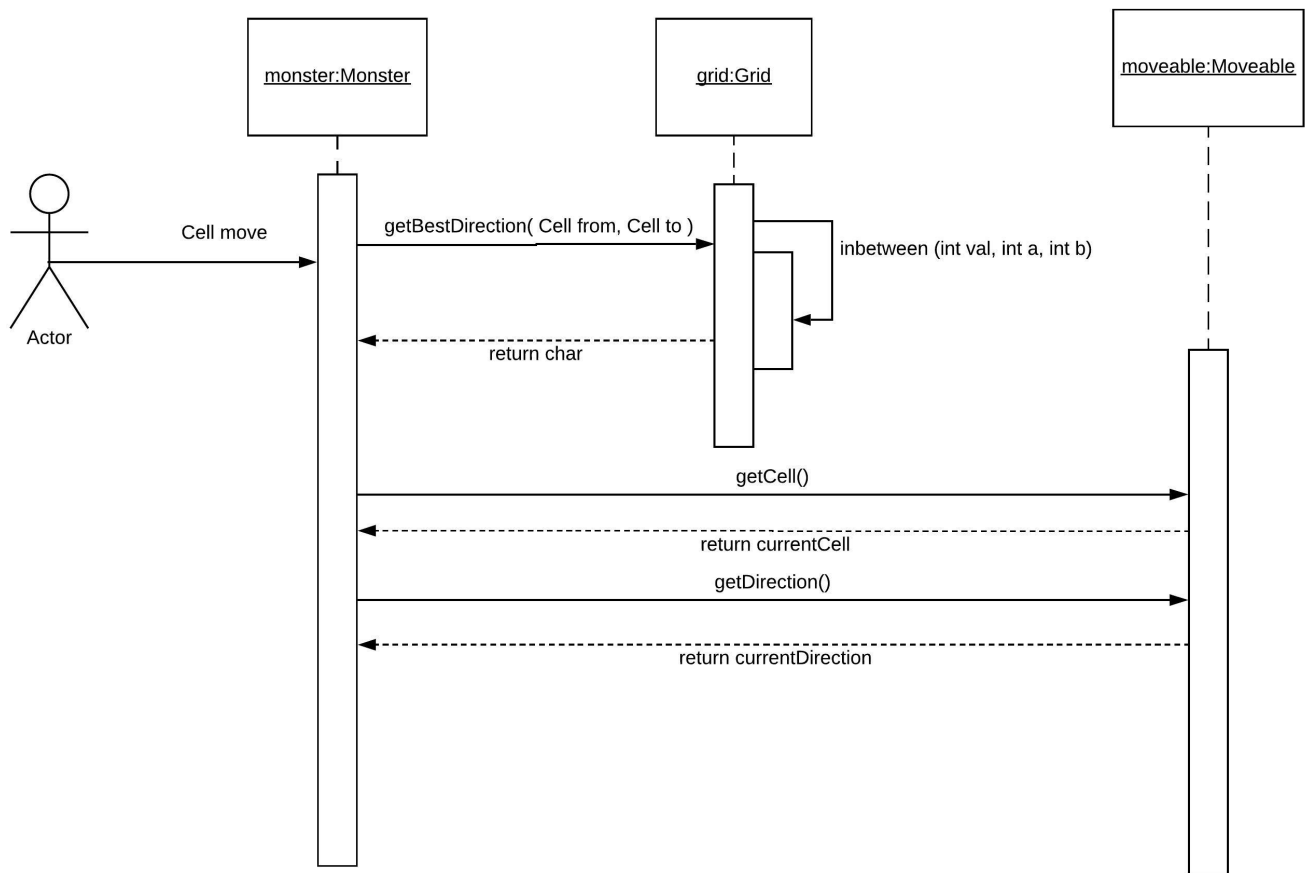 monster:Monster
grid:Grid
moveable:Moveable
Cell move
getBestDirection( Cell from, Cell to )
inbetween (int val, int a, int b)
Actor
return char
getCell()
return currentCell
getDirection()
return currentDirection